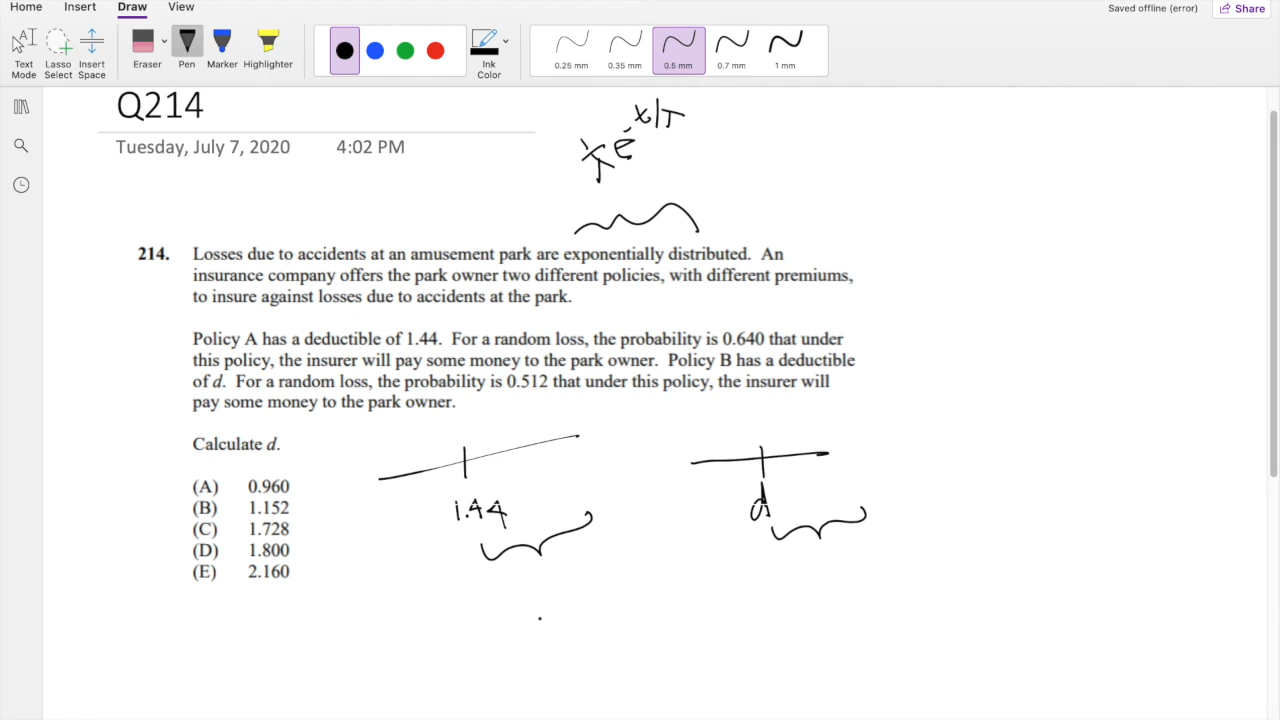 Home Insert Draw View
Saved offline (error)
Share
Text Mode
Lasso Select
Insert Space
Eraser
Pen
Marker
Highlighter
Ink Color
0.25 mm
0.35 mm
0.5 mm
0.7 mm
1 mm
Q214
Tuesday, July 7, 2020 4:02 PM
214. Losses due to accidents at an amusement park are exponentially distributed. An
insurance company offers the park owner two different policies, with different premiums,
to insure against losses due to accidents at the park.
Policy A has a deductible of 1.44. For a random loss, the probability is 0.640 that under
this policy, the insurer will pay some money to the park owner. Policy B has a deductible
of d. For a random loss, the probability is 0.512 that under this policy, the insurer will
pay some money to the park owner.
Calculate d.
(A) 0.960
(B) 1.152
(C) 1.728
(D) 1.800
(E) 2.160
1.44
d